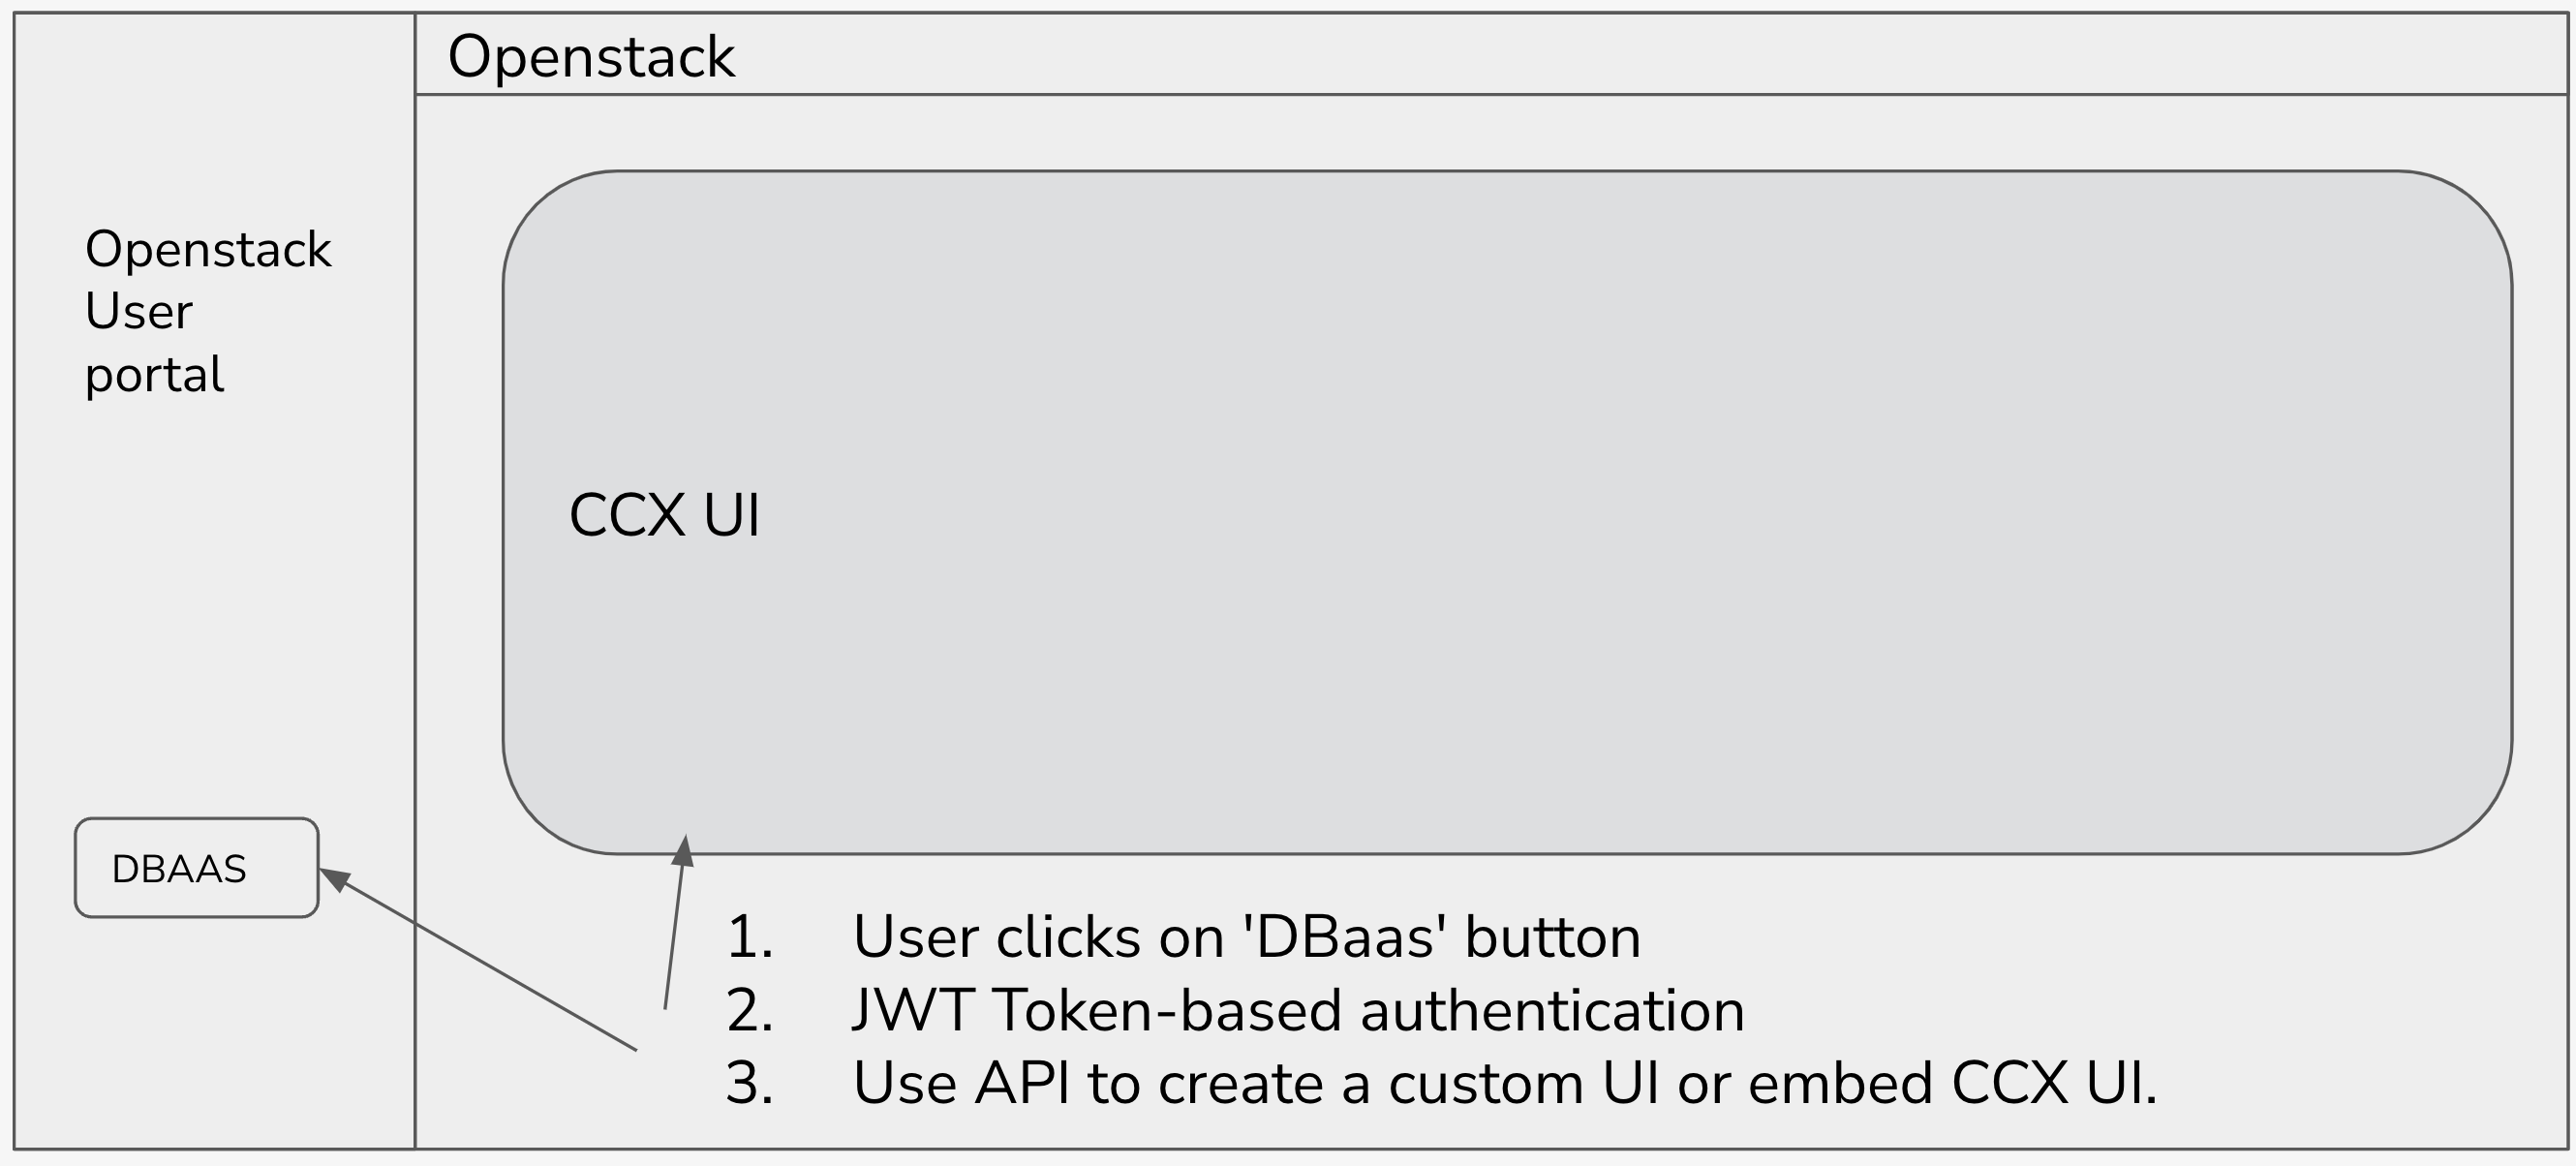 Openstack
Openstack
User
portal
CCX UI
DBAAS
1. User clicks on 'DBaas' button
2. JWT Token-based authentication
3. Use API to create a custom UI or embed CCX UI.